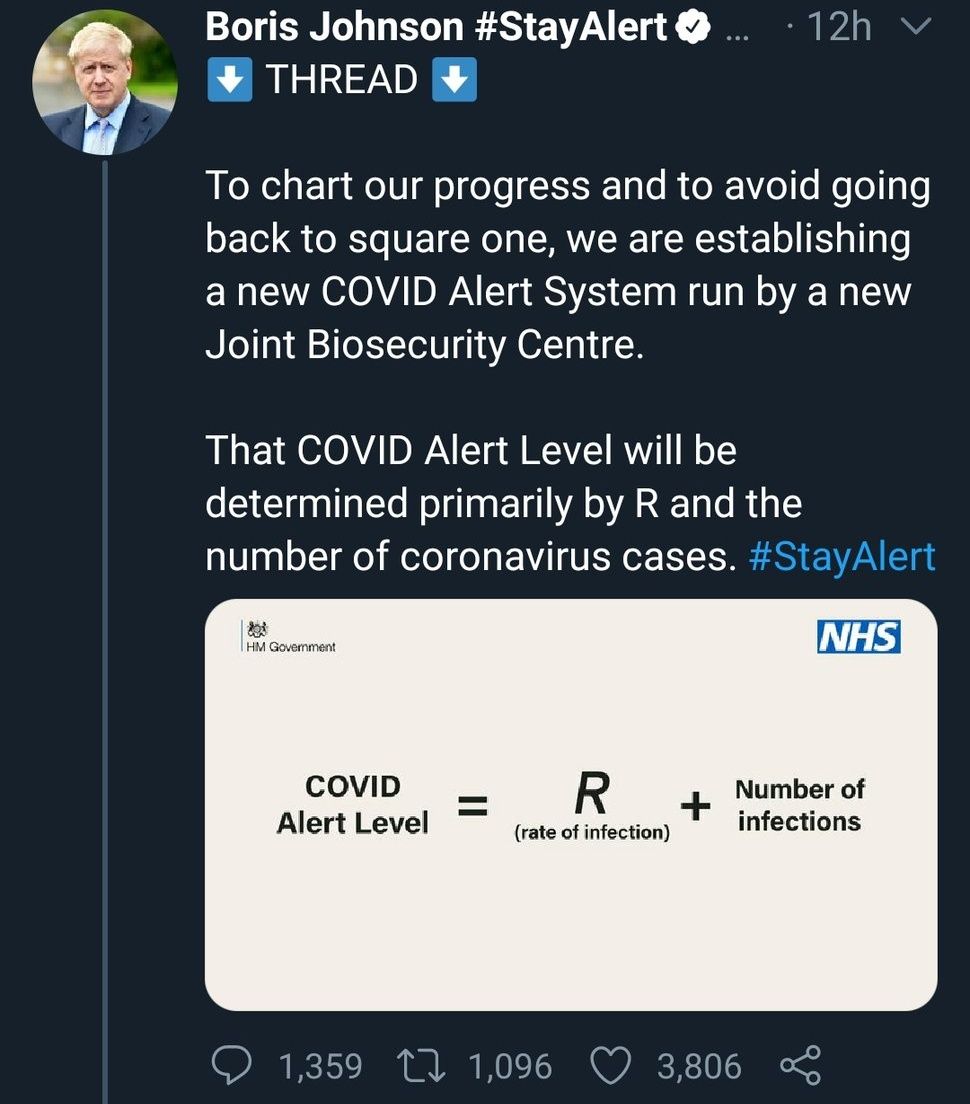 Boris Johnson #StayAlert ... · 12h
⬇️ THREAD ⬇️
To chart our progress and to avoid going
back to square one, we are establishing
a new COVID Alert System run by a new
Joint Biosecurity Centre.
That COVID Alert Level will be
determined primarily by R and the
number of coronavirus cases. #StayAlert
HM Government
NHS
COVID
Alert Level
=
R
(rate of infection)
+
Number of
infections
1,359 1,096 3,806